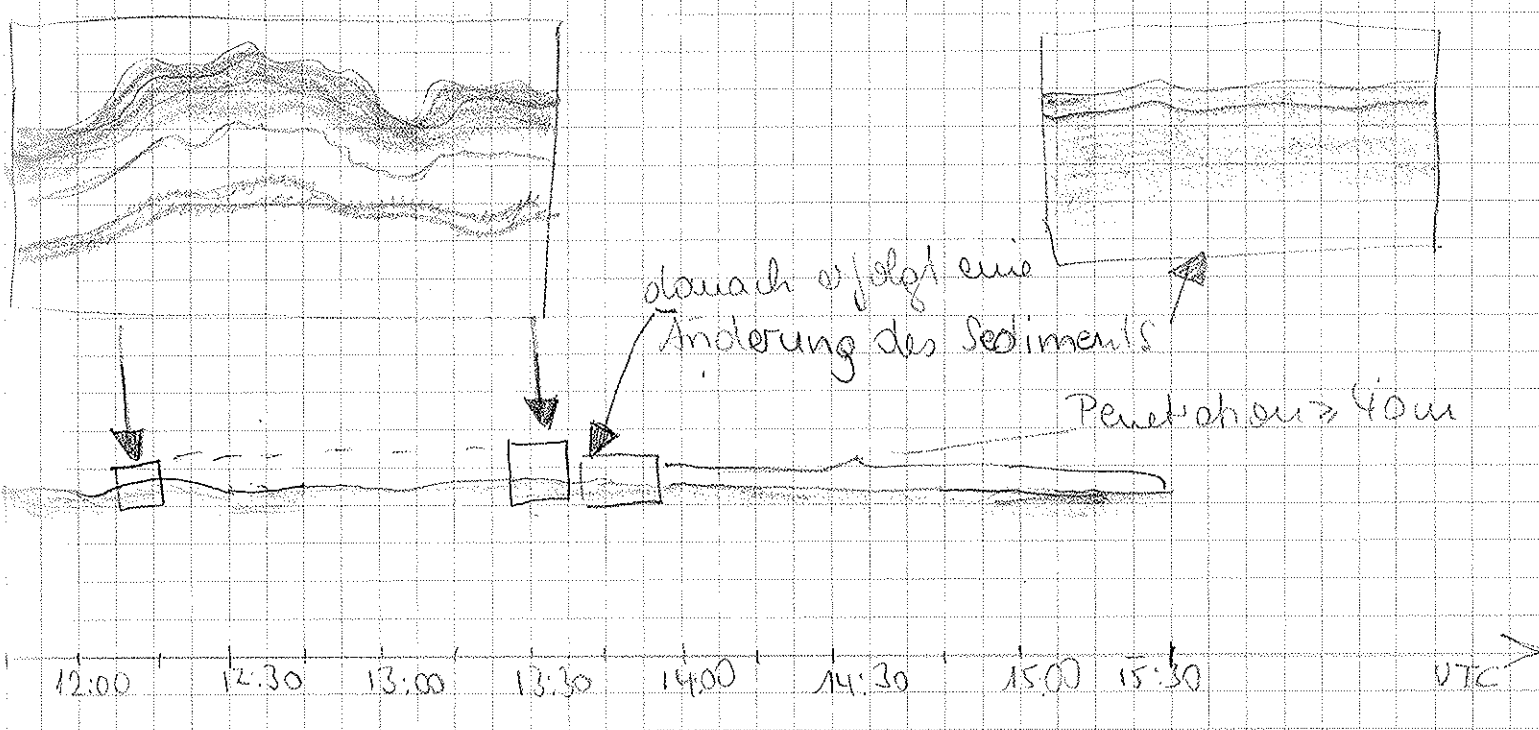 danach erfolgt eine
Änderung des Sediments
Penetration ≥ 40m
12:00 12:30 13:00 13:30 14:00 14:30 15:00 15:30 UTC